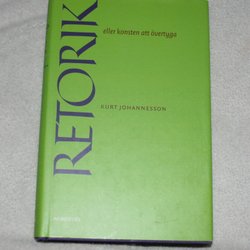 RETORIK
eller konsten att övertyga
KURT JOHANNESSON